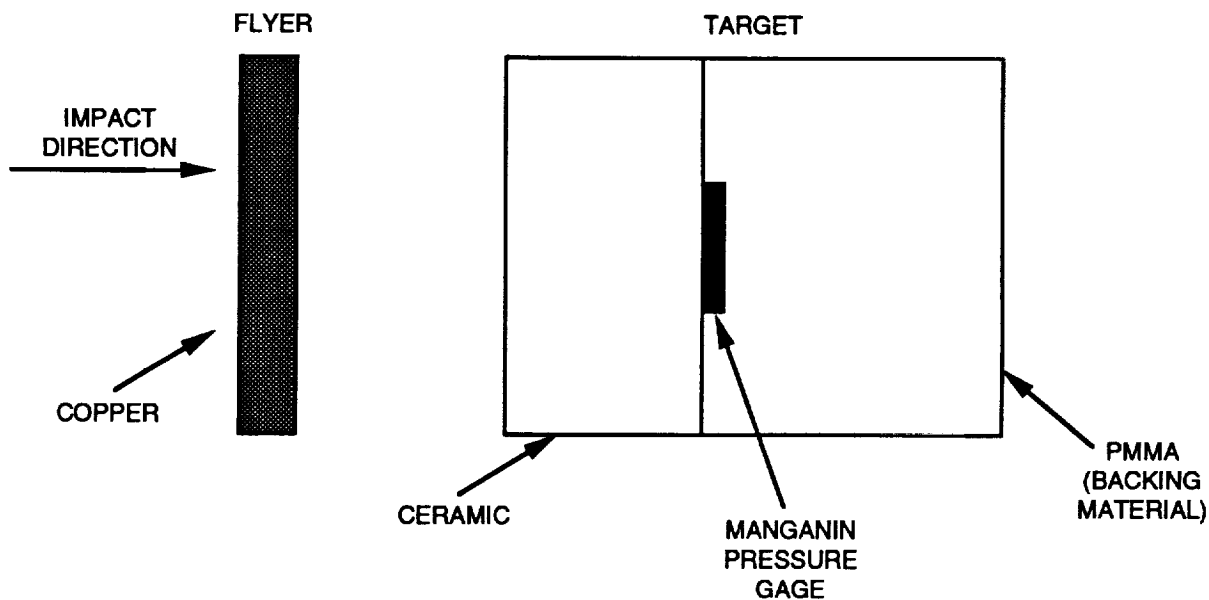 FLYER
TARGET
IMPACT
DIRECTION
COPPER
CERAMIC
MANGANIN
PRESSURE
GAGE
PMMA
(BACKING
MATERIAL)